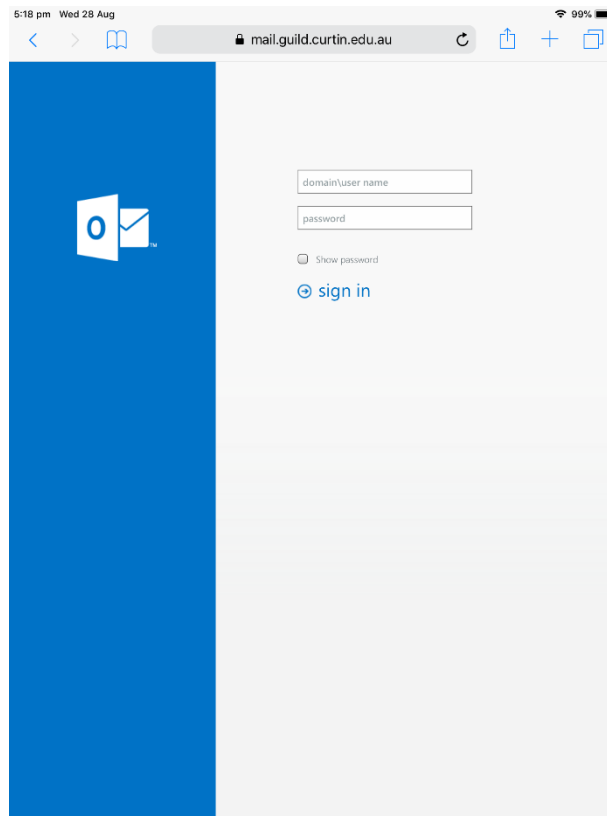 5:18 pm Wed 28 Aug 99%
mail.guild.curtin.edu.au
domain\user name
O
TM
password
Show password
sign in